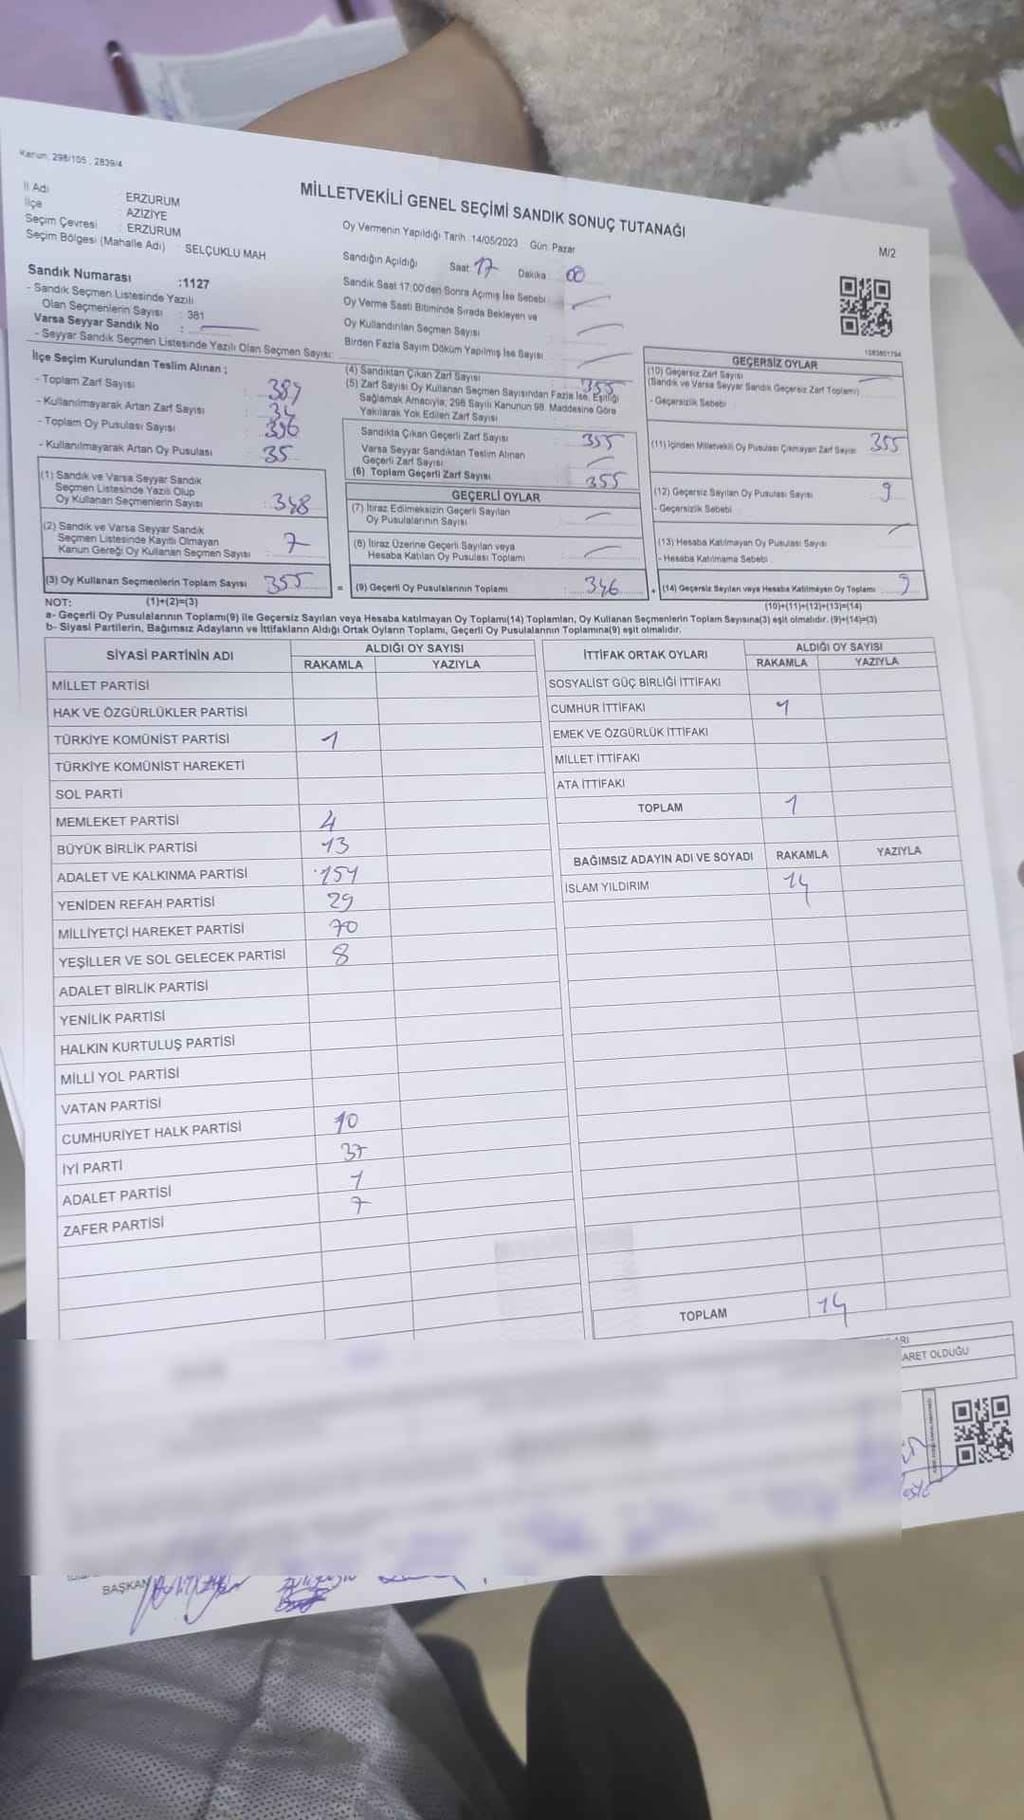 Kanun: 298/105 ; 2839/4
MİLLETVEKİLİ GENEL SEÇİMİ SANDIK SONUÇ TUTANAĞI
M/2
İl Adı : ERZURUM
İlçe : AZİZİYE
Seçim Çevresi : ERZURUM
Seçim Bölgesi (Mahalle Adı) : SELÇUKLU MAH
Sandık Numarası :1127
- Sandık Seçmen Listesinde Yazılı
Olan Seçmenlerin Sayısı : 381
Varsa Seyyar Sandık No :
- Seyyar Sandık Seçmen Listesinde Yazılı Olan Seçmen Sayısı:
Oy Vermenin Yapıldığı Tarih :14/05/2023 Gün: Pazar
Sandığın Açıldığı Saat: 17 Dakika 00
Sandık Saat 17:00'den Sonra Açılmış İse Sebebi
Oy Verme Saati Bitiminde Sırada Bekleyen ve
Oy Kullandırılan Seçmen Sayısı
Birden Fazla Sayım Döküm Yapılmış İse Sayısı
İlçe Seçim Kurulundan Teslim Alınan ;
- Toplam Zarf Sayısı :
- Kullanılmayarak Artan Zarf Sayısı : 34
- Toplam Oy Pusulası Sayısı :
- Kullanılmayarak Artan Oy Pusulası : 35
(1) Sandık ve Varsa Seyyar Sandık
Seçmen Listesinde Yazılı Olup
Oy Kullanan Seçmenlerin Sayısı : 348
(2) Sandık ve Varsa Seyyar Sandık
Seçmen Listesinde Kayıtlı Olmayan
Kanun Gereği Oy Kullanan Seçmen Sayısı : 7
(3) Oy Kullanan Seçmenlerin Toplam Sayısı 355 =
(4) Sandıktan Çıkan Zarf Sayısı 355
(5) Zarf Sayısı Oy Kullanan Seçmen Sayısından Fazla İse, Eşitliği
Sağlamak Amacıyla, 298 Sayılı Kanunun 98. Maddesine Göre
Yakılarak Yok Edilen Zarf Sayısı
Sandıkta Çıkan Geçerli Zarf Sayısı : 355
Varsa Seyyar Sandıktan Teslim Alınan
Geçerli Zarf Sayısı
(6) Toplam Geçerli Zarf Sayısı : 355
GEÇERLİ OYLAR
(7) İtiraz Edilmeksizin Geçerli Sayılan
Oy Pusulalarının Sayısı
(8) İtiraz Üzerine Geçerli Sayılan veya
Hesaba Katılan Oy Pusulası Toplamı
(9) Geçerli Oy Pusulalarının Toplamı : 346 +
GEÇERSİZ OYLAR
(10) Geçersiz Zarf Sayısı
(Sandık ve Varsa Seyyar Sandık Geçersiz Zarf Toplamı)
- Geçersizlik Sebebi
(11) İçinden Milletvekili Oy Pusulası Çıkmayan Zarf Sayısı 355
(12) Geçersiz Sayılan Oy Pusulası Sayısı 9
- Geçersizlik Sebebi
(13) Hesaba Katılmayan Oy Pusulası Sayısı
- Hesaba Katılmama Sebebi
(14) Geçersiz Sayılan veya Hesaba Katılmayan Oy Toplamı 9
NOT: (1)+(2)=(3)
(10)+(11)+(12)+(13)=(14)
a- Geçerli Oy Pusulalarının Toplamı(9) ile Geçersiz Sayılan veya Hesaba katılmayan Oy Toplamı(14) Toplamları, Oy Kullanan Seçmenlerin Toplam Sayısına(3) eşit olmalıdır. (9)+(14)=(3)
b- Siyasi Partilerin, Bağımsız Adayların ve İttifakların Aldığı Ortak Oyların Toplamı, Geçerli Oy Pusulalarının Toplamına(9) eşit olmalıdır.
SİYASİ PARTİNİN ADI ALDIĞI OY SAYISI
RAKAMLA YAZIYLA
MİLLET PARTİSİ
HAK VE ÖZGÜRLÜKLER PARTİSİ
TÜRKİYE KOMÜNİST PARTİSİ 1
TÜRKİYE KOMÜNİST HAREKETİ
SOL PARTİ
MEMLEKET PARTİSİ 4
BÜYÜK BİRLİK PARTİSİ 13
ADALET VE KALKINMA PARTİSİ 151
YENİDEN REFAH PARTİSİ 29
MİLLİYETÇİ HAREKET PARTİSİ 70
YEŞİLLER VE SOL GELECEK PARTİSİ 8
ADALET BİRLİK PARTİSİ
YENİLİK PARTİSİ
HALKIN KURTULUŞ PARTİSİ
MİLLİ YOL PARTİSİ
VATAN PARTİSİ
CUMHURİYET HALK PARTİSİ 10
İYİ PARTİ 37
ADALET PARTİSİ 1
ZAFER PARTİSİ 7
İTTİFAK ORTAK OYLARI ALDIĞI OY SAYISI
RAKAMLA YAZIYLA
SOSYALİST GÜÇ BİRLİĞİ İTTİFAKI
CUMHUR İTTİFAKI 1
EMEK VE ÖZGÜRLÜK İTTİFAKI
MİLLET İTTİFAKI
ATA İTTİFAKI
TOPLAM 1
BAĞIMSIZ ADAYIN ADI VE SOYADI RAKAMLA YAZIYLA
İSLAM YILDIRIM 14
TOPLAM 14
ARET OLDUĞU
BAŞKAN